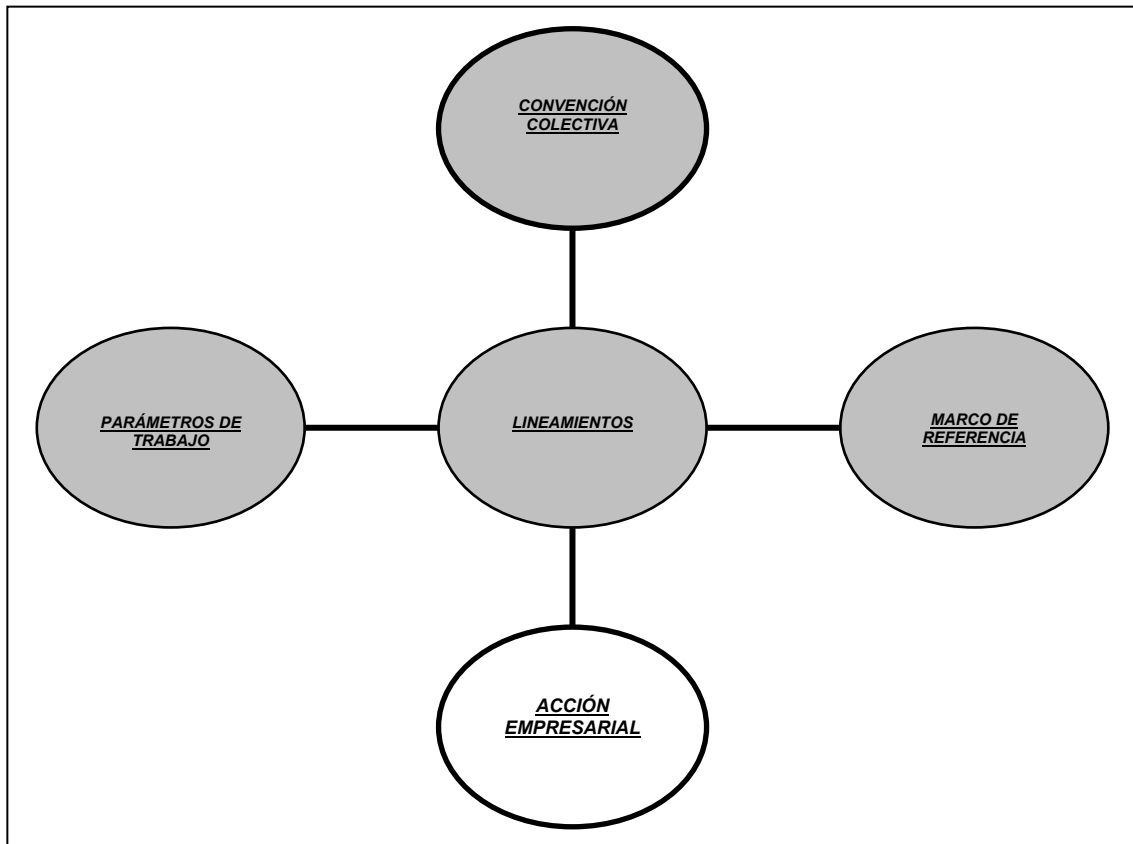 CONVENCIÓN
COLECTIVA
PARÁMETROS DE
TRABAJO
LINEAMIENTOS
MARCO DE
REFERENCIA
ACCIÓN
EMPRESARIAL